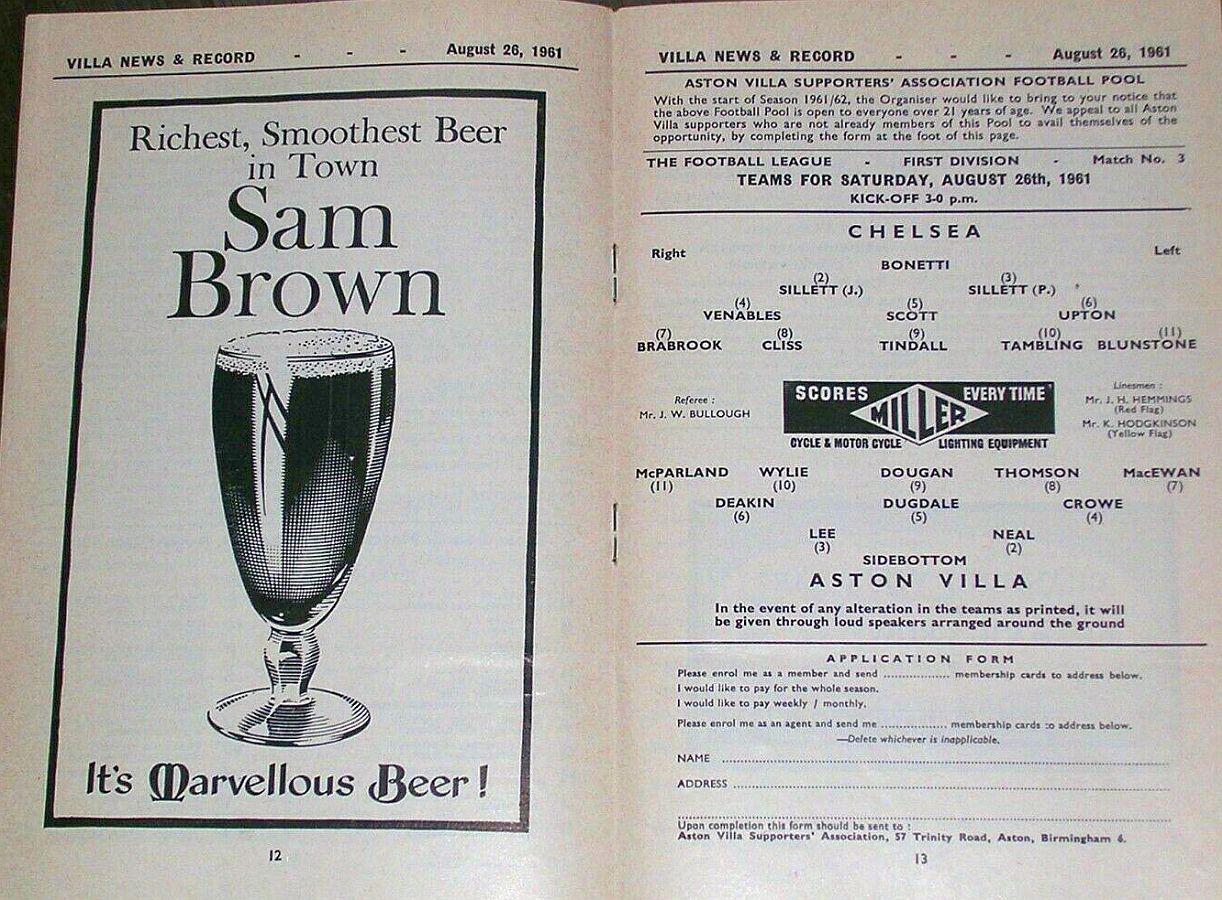 VILLA NEWS & RECORD - - - August 26, 1961
Richest, Smoothest Beer
in Town
Sam
Brown
It's Marvellous Beer!
12
VILLA NEWS & RECORD - - - August 26, 1961
ASTON VILLA SUPPORTERS' ASSOCIATION FOOTBALL POOL
With the start of Season 1961/62, the Organiser would like to bring to your notice that
the above Football Pool is open to everyone over 21 years of age. We appeal to all Aston
Villa supporters who are not already members of this Pool to avail themselves of the
opportunity, by completing the form at the foot of this page.
THE FOOTBALL LEAGUE - FIRST DIVISION - Match No. 3
TEAMS FOR SATURDAY, AUGUST 26th, 1961
KICK-OFF 3-0 p.m.
CHELSEA
Right Left
BONETTI
(2) (3)
SILLETT (J.) SILLETT (P.)
(4) (5) (6)
VENABLES SCOTT UPTON
(7) (8) (9) (10) (11)
BRABROOK CLISS TINDALL TAMBLING BLUNSTONE
Referee :
Mr. J. W. BULLOUGH
SCORES MILLER EVERY TIME
CYCLE & MOTOR CYCLE LIGHTING EQUIPMENT
Linesmen :
Mr. J. H. HEMMINGS
(Red Flag)
Mr. K. HODGKINSON
(Yellow Flag)
McPARLAND WYLIE DOUGAN THOMSON MacEWAN
(11) (10) (9) (8) (7)
DEAKIN DUGDALE CROWE
(6) (5) (4)
LEE NEAL
(3) (2)
SIDEBOTTOM
ASTON VILLA
In the event of any alteration in the teams as printed, it will
be given through loud speakers arranged around the ground
APPLICATION FORM
Please enrol me as a member and send .................... membership cards to address below.
I would like to pay for the whole season.
I would like to pay weekly / monthly.
Please enrol me as an agent and send me .................... membership cards to address below.
—Delete whichever is inapplicable.
NAME ....................
ADDRESS ....................
Upon completion this form should be sent to :
Aston Villa Supporters' Association, 57 Trinity Road, Aston, Birmingham 6.
13